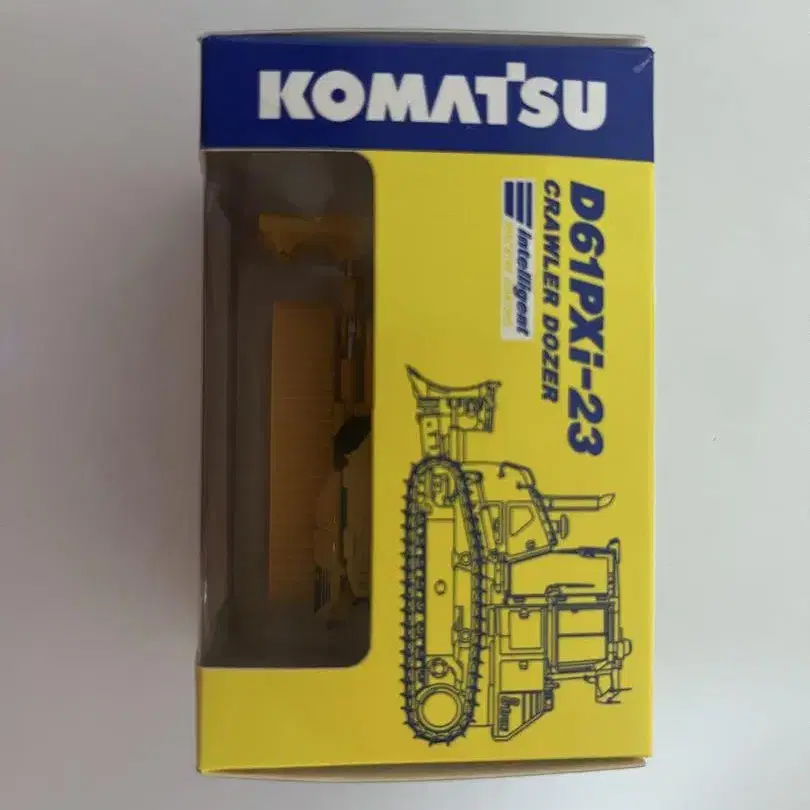 KOMATSU
D61PXi-23
CRAWLER DOZER
intelligent